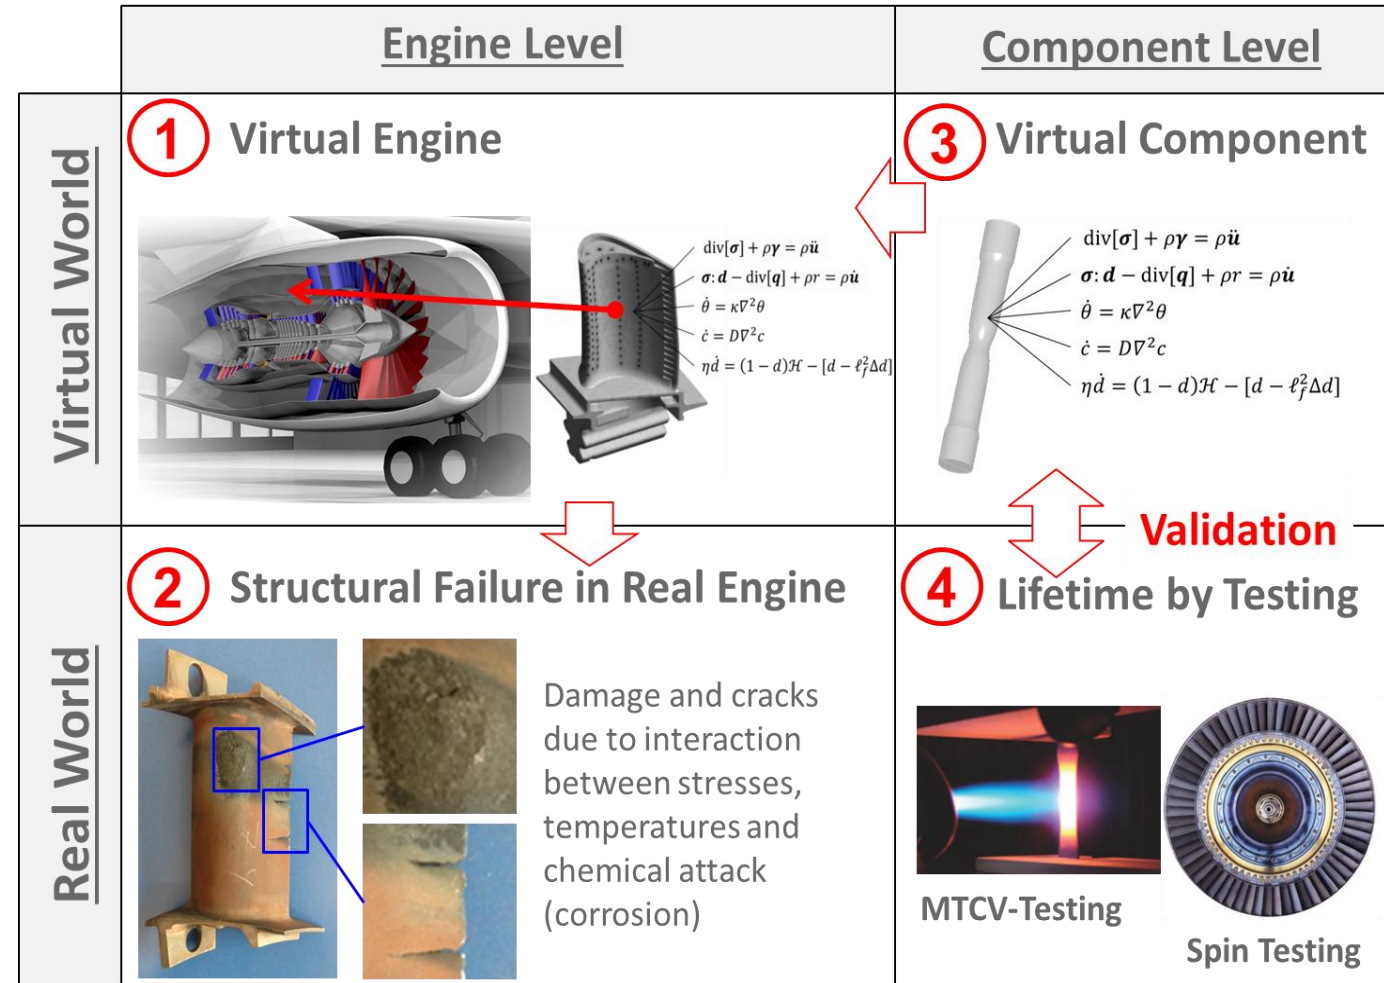 Engine Level
Component Level
Virtual World
1 Virtual Engine
div[σ] + ργ = ρü
σ: d − div[q] + ρr = ρu̇
θ̇ = κ∇²θ
ċ = D∇²c
ηḋ = (1 − d)ℋ − [d − ℓ_f²Δd]
3 Virtual Component
div[σ] + ργ = ρü
σ: d − div[q] + ρr = ρu̇
θ̇ = κ∇²θ
ċ = D∇²c
ηḋ = (1 − d)ℋ − [d − ℓ_f²Δd]
Validation
Real World
2 Structural Failure in Real Engine
Damage and cracks
due to interaction
between stresses,
temperatures and
chemical attack
(corrosion)
4 Lifetime by Testing
MTCV-Testing
Spin Testing